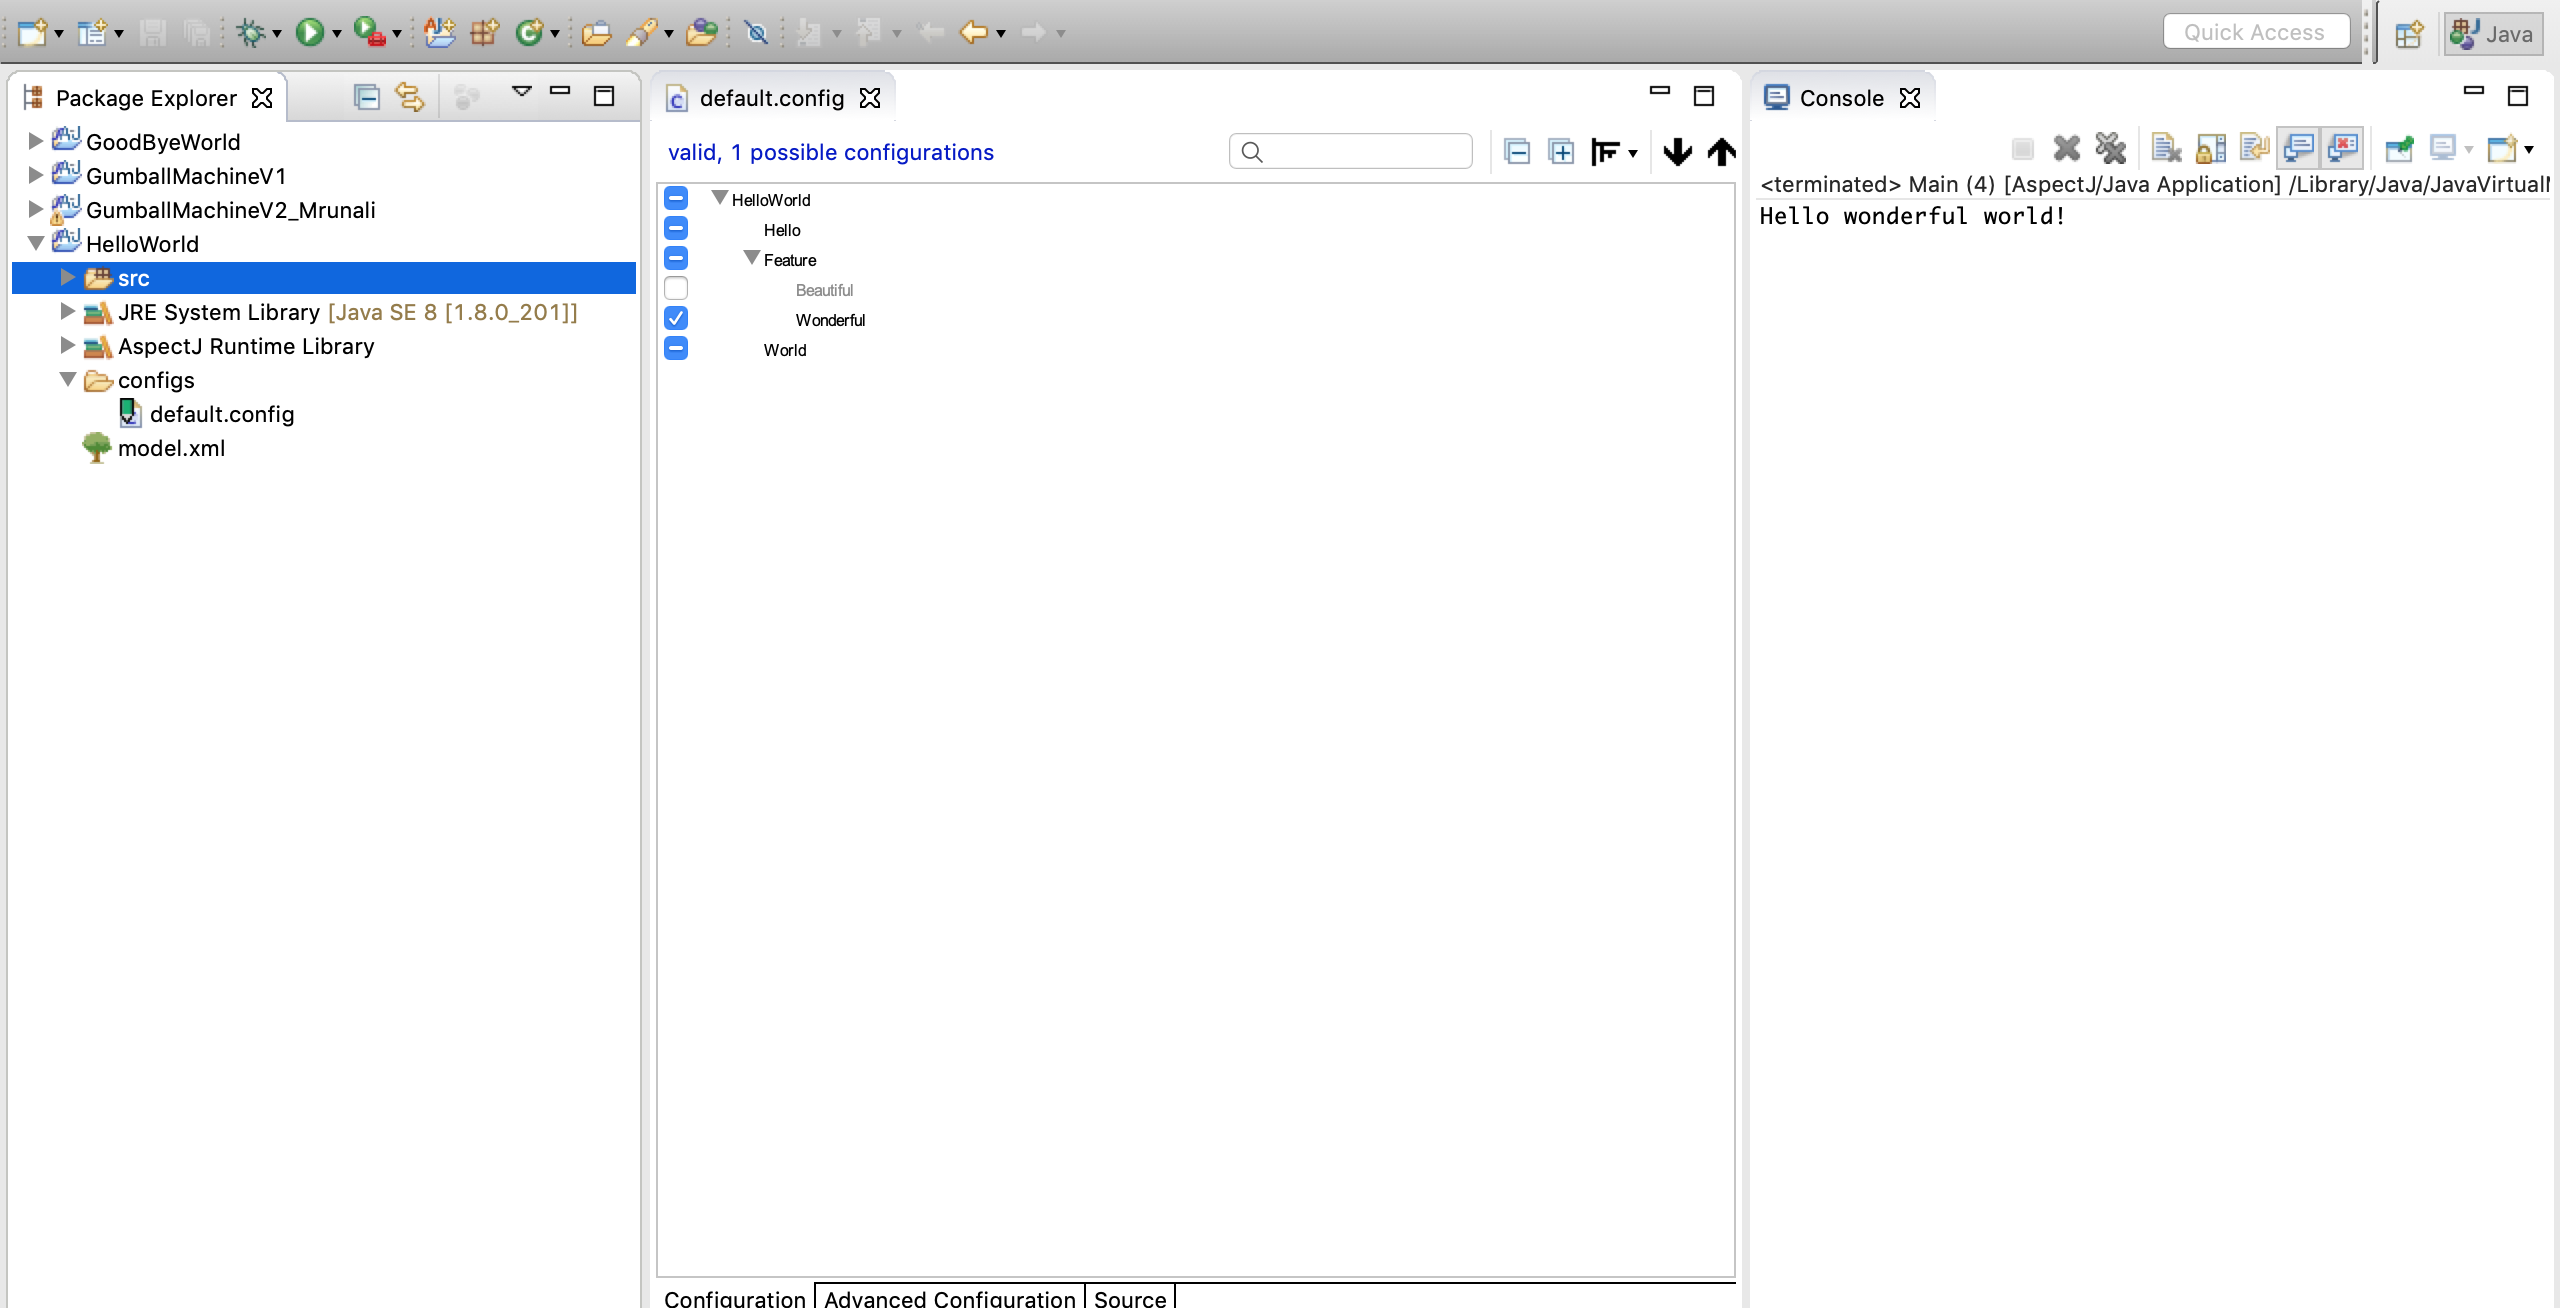 Quick Access
Java
Package Explorer
GoodByeWorld
GumballMachineV1
GumballMachineV2_Mrunali
HelloWorld
src
JRE System Library [Java SE 8 [1.8.0_201]]
AspectJ Runtime Library
configs
default.config
model.xml
default.config
valid, 1 possible configurations
HelloWorld
Hello
Feature
Beautiful
Wonderful
World
Configuration
Advanced Configuration
Source
Console
<terminated> Main (4) [AspectJ/Java Application] /Library/Java/JavaVirtual
Hello wonderful world!